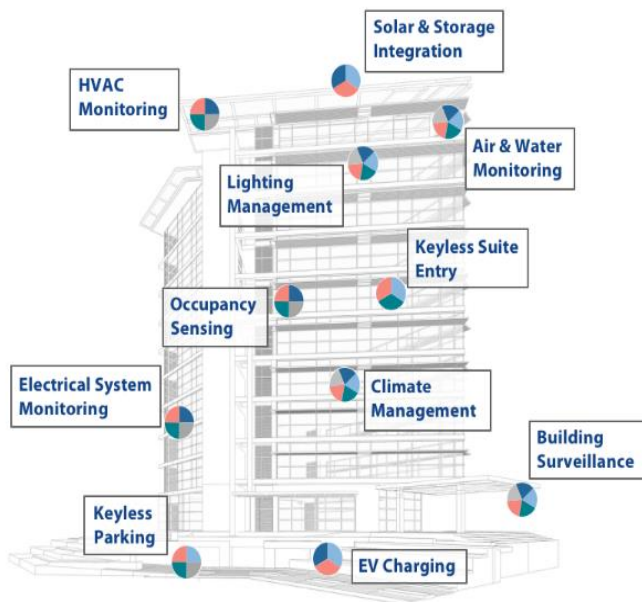 Solar & Storage
Integration
HVAC
Monitoring
Air & Water
Monitoring
Lighting
Management
Keyless Suite
Entry
Occupancy
Sensing
Electrical System
Monitoring
Climate
Management
Building
Surveillance
Keyless
Parking
EV Charging